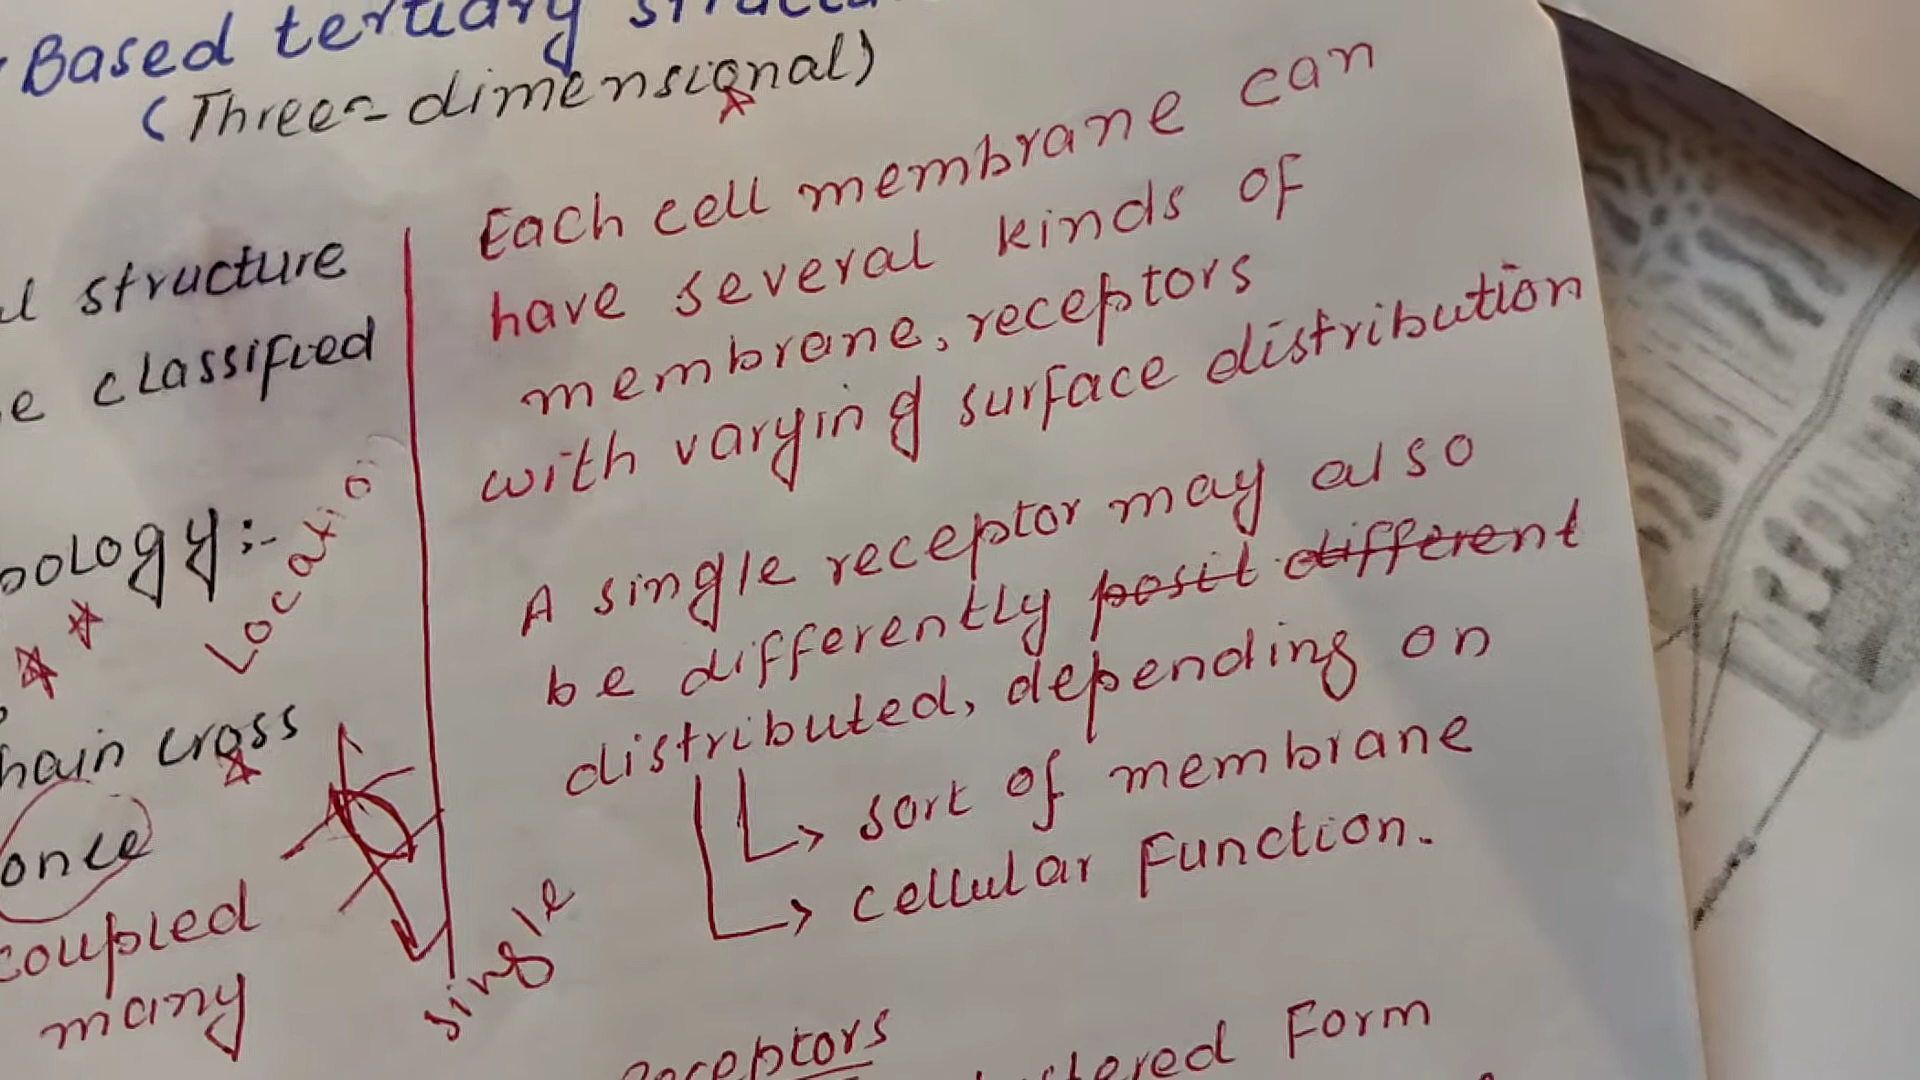 Based tertiary
(Three-dimensional)
structure
classified
Location
cross
once
coupled
many
Each cell membrane can
have several kinds of
membrane, receptors
with varying surface distribution
A single receptor may also
be differently posit different
distributed, depending on
sort of membrane
cellular Function.
single
receptors
Form